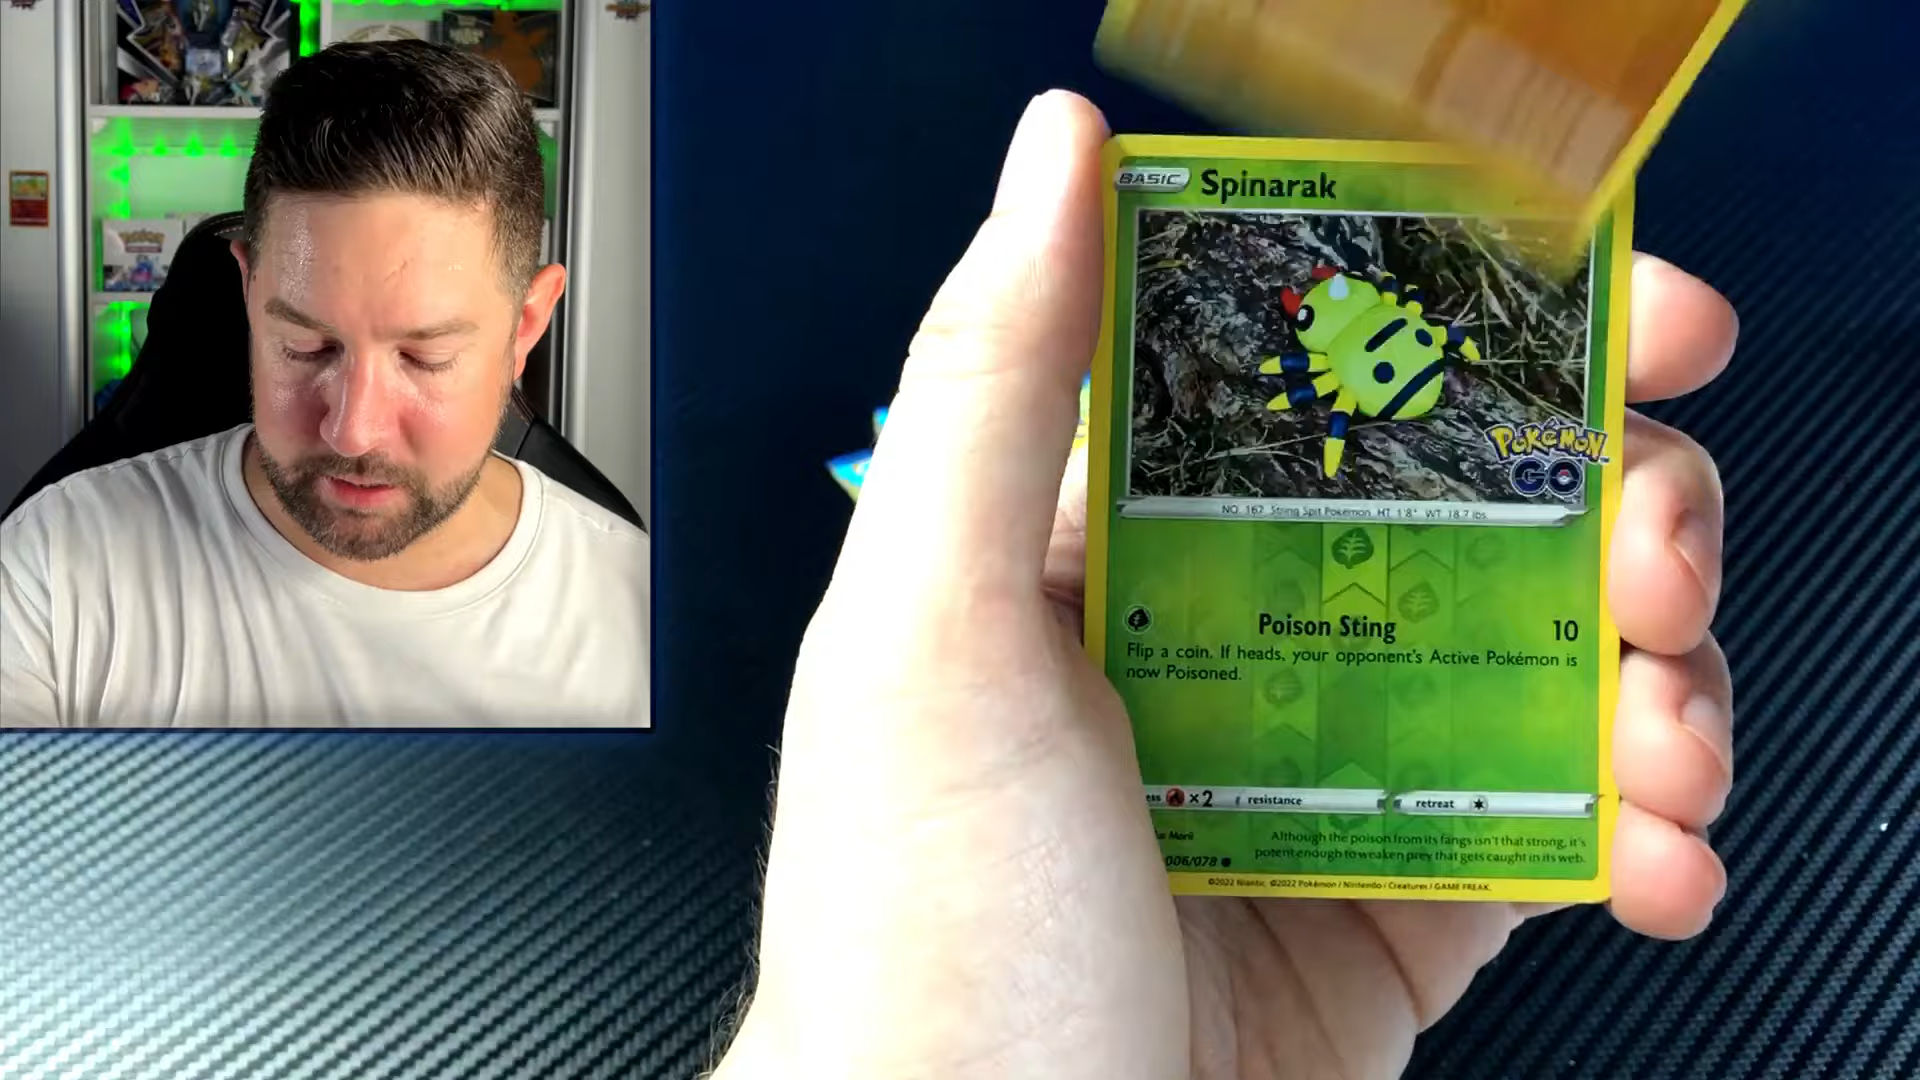 BASIC Spinarak
POKéMON
GO
NO. 167 String Spit Pokémon HT 1'8" WT 18.7 lbs.
Poison Sting 10
Flip a coin. If heads, your opponent's Active Pokémon is
now Poisoned.
ess ×2 resistance retreat
Although the poison from its fangs isn't that strong, it's
potent enough to weaken prey that gets caught in its web.
006/078
©2022 Niantic ©2022 Pokémon / Nintendo / Creatures / GAME FREAK.